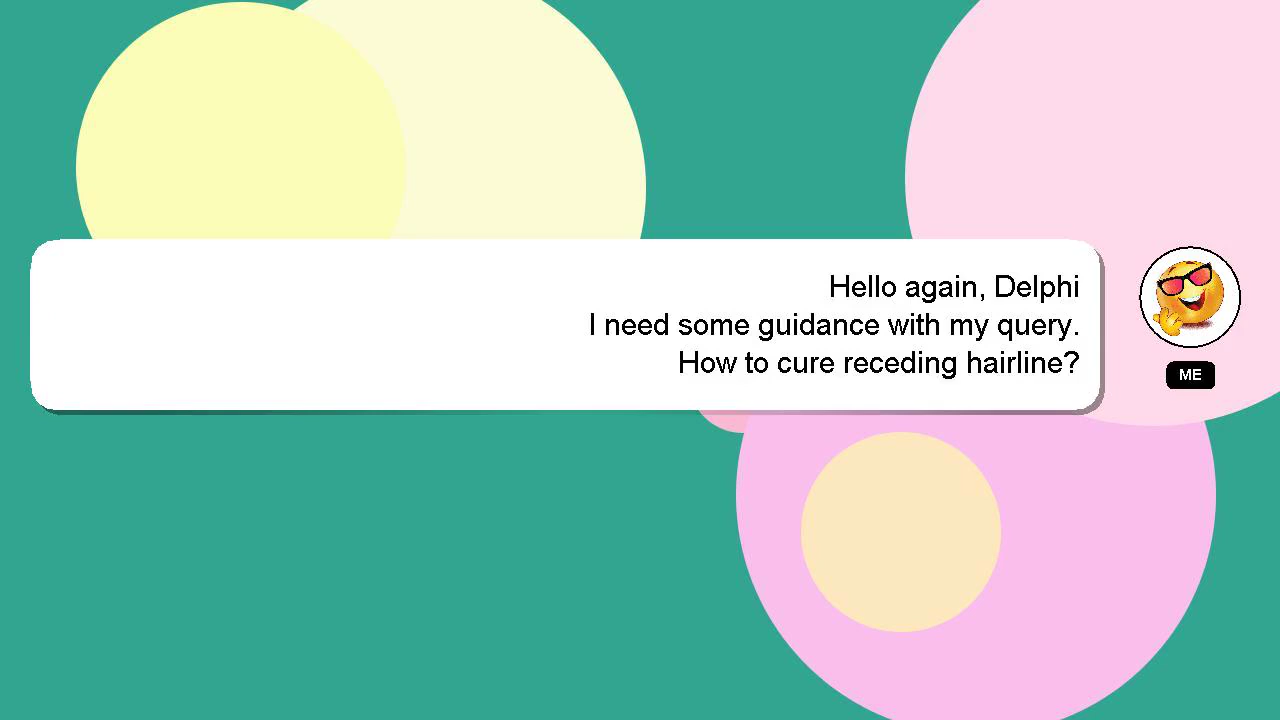 Hello again, Delphi
I need some guidance with my query.
How to cure receding hairline?
ME